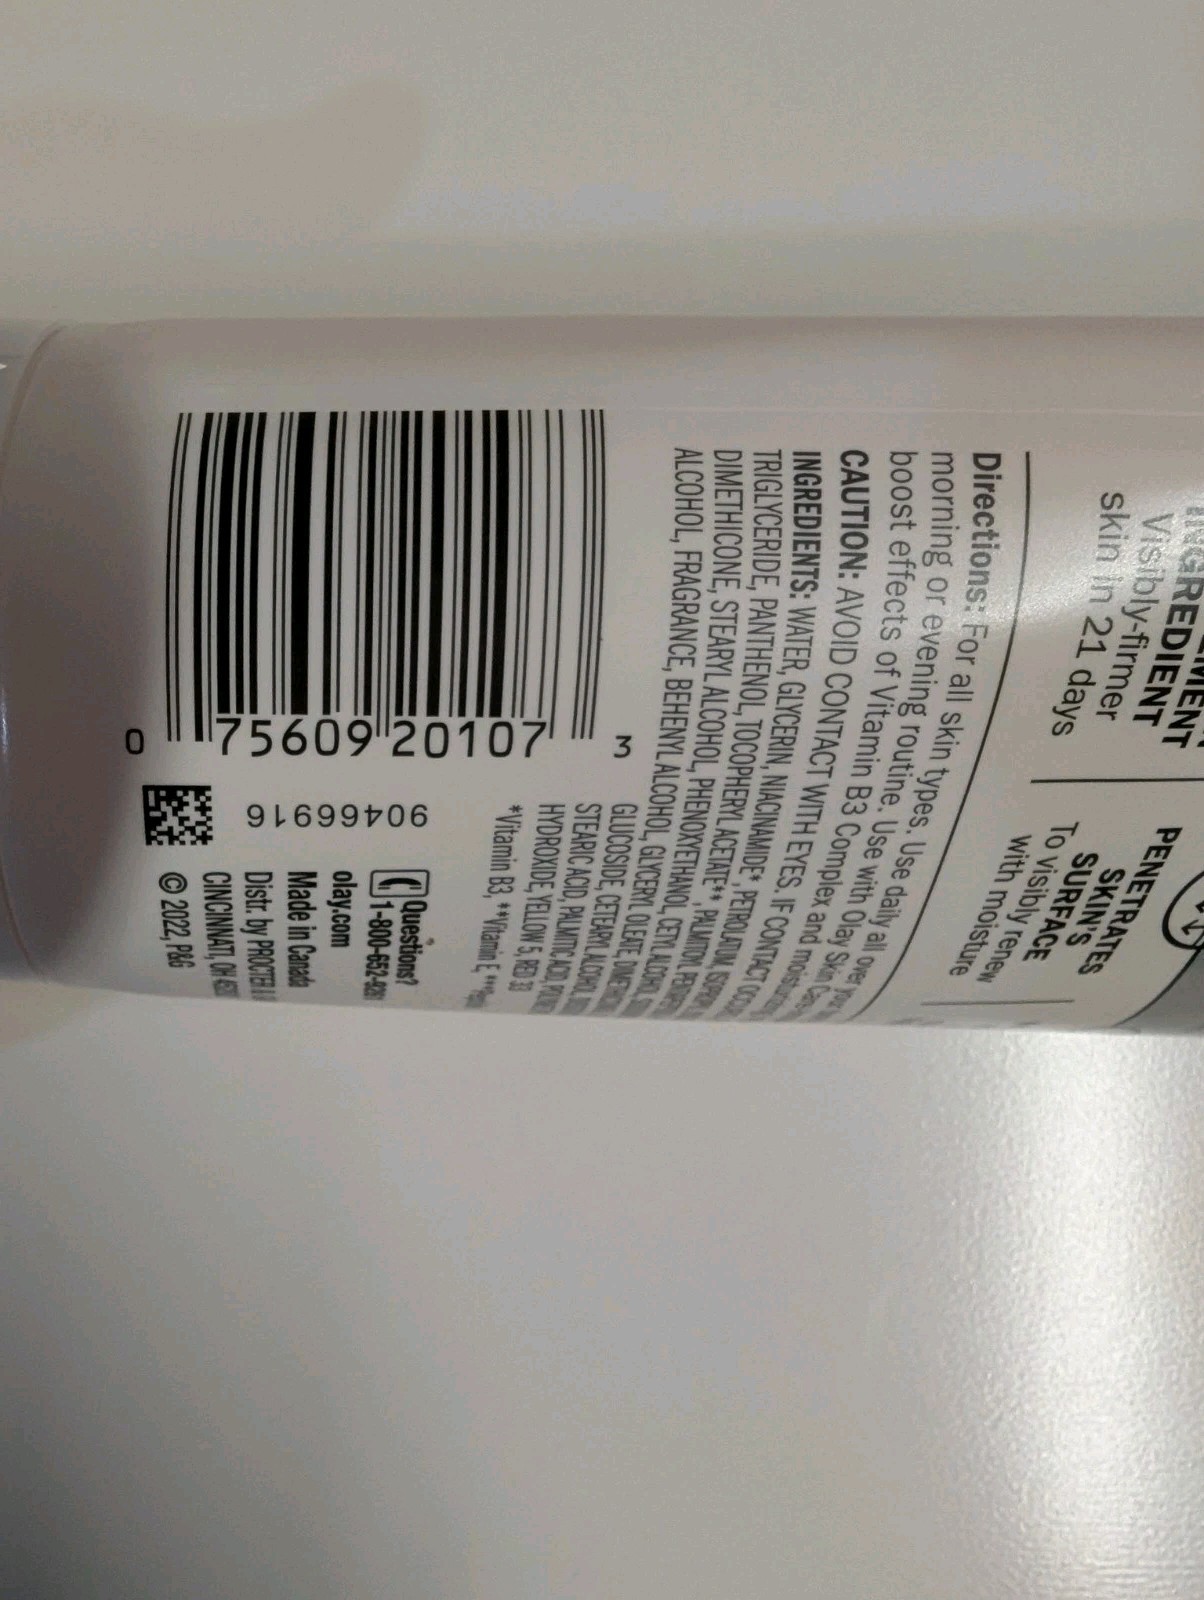 INGREDIENT
Visibly-firmer
skin in 21 days
PENETRATES
SKIN'S
SURFACE
To visibly renew
with moisture
Directions: For all skin types. Use daily all over
morning or evening routine. Use with Olay Skin
boost effects of Vitamin B3 Complex and
CAUTION: AVOID CONTACT WITH EYES. IF CONTACT
INGREDIENTS: WATER, GLYCERIN, NIACINAMIDE*, PETROLATUM,
TRIGLYCERIDE, PANTHENOL, TOCOPHERYL ACETATE**,
DIMETHICONE, STEARYL ALCOHOL, PHENOXYETHANOL, CETYL ALCOHOL,
ALCOHOL, FRAGRANCE, BEHENYL ALCOHOL, GLYCERYL OLEATE,
GLUCOSIDE, CETEARYL ALCOHOL,
STEARIC ACID, PALMITIC ACID,
HYDROXIDE, YELLOW 5, RED 33
*Vitamin B3, **Vitamin E,
0 75609 20107 3
90466916
Questions?
1-800-652-9261
olay.com
Made in Canada
Distr. by PROCTER &
CINCINNATI, OH
© 2022, P&G